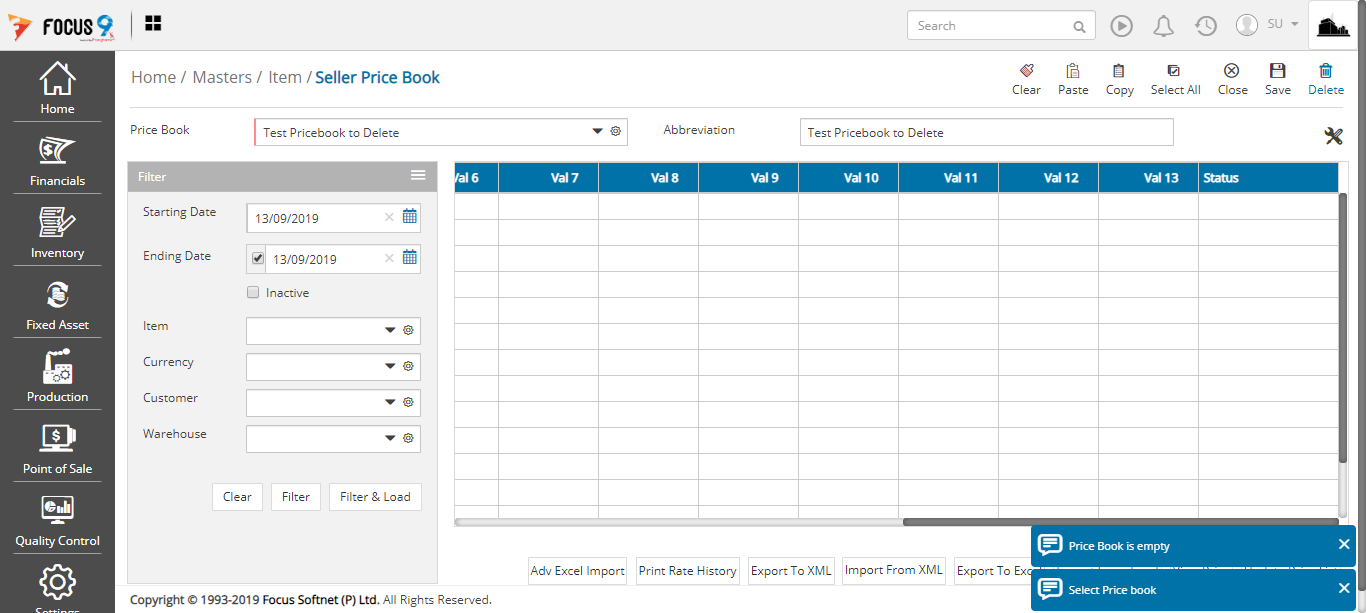 FOCUS 9
Search
SU
Home
Financials
Inventory
Fixed Asset
Production
Point of Sale
Quality Control
Settings
Home / Masters / Item / Seller Price Book
Clear Paste Copy Select All Close Save Delete
Price Book Test Pricebook to Delete Abbreviation Test Pricebook to Delete
Filter
Starting Date 13/09/2019
Ending Date 13/09/2019
Inactive
Item
Currency
Customer
Warehouse
Clear Filter Filter & Load
Val 6 Val 7 Val 8 Val 9 Val 10 Val 11 Val 12 Val 13 Status
Adv Excel Import Print Rate History Export To XML Import From XML Export To Exc
Price Book is empty
Select Price book
Copyright © 1993-2019 Focus Softnet (P) Ltd. All Rights Reserved.